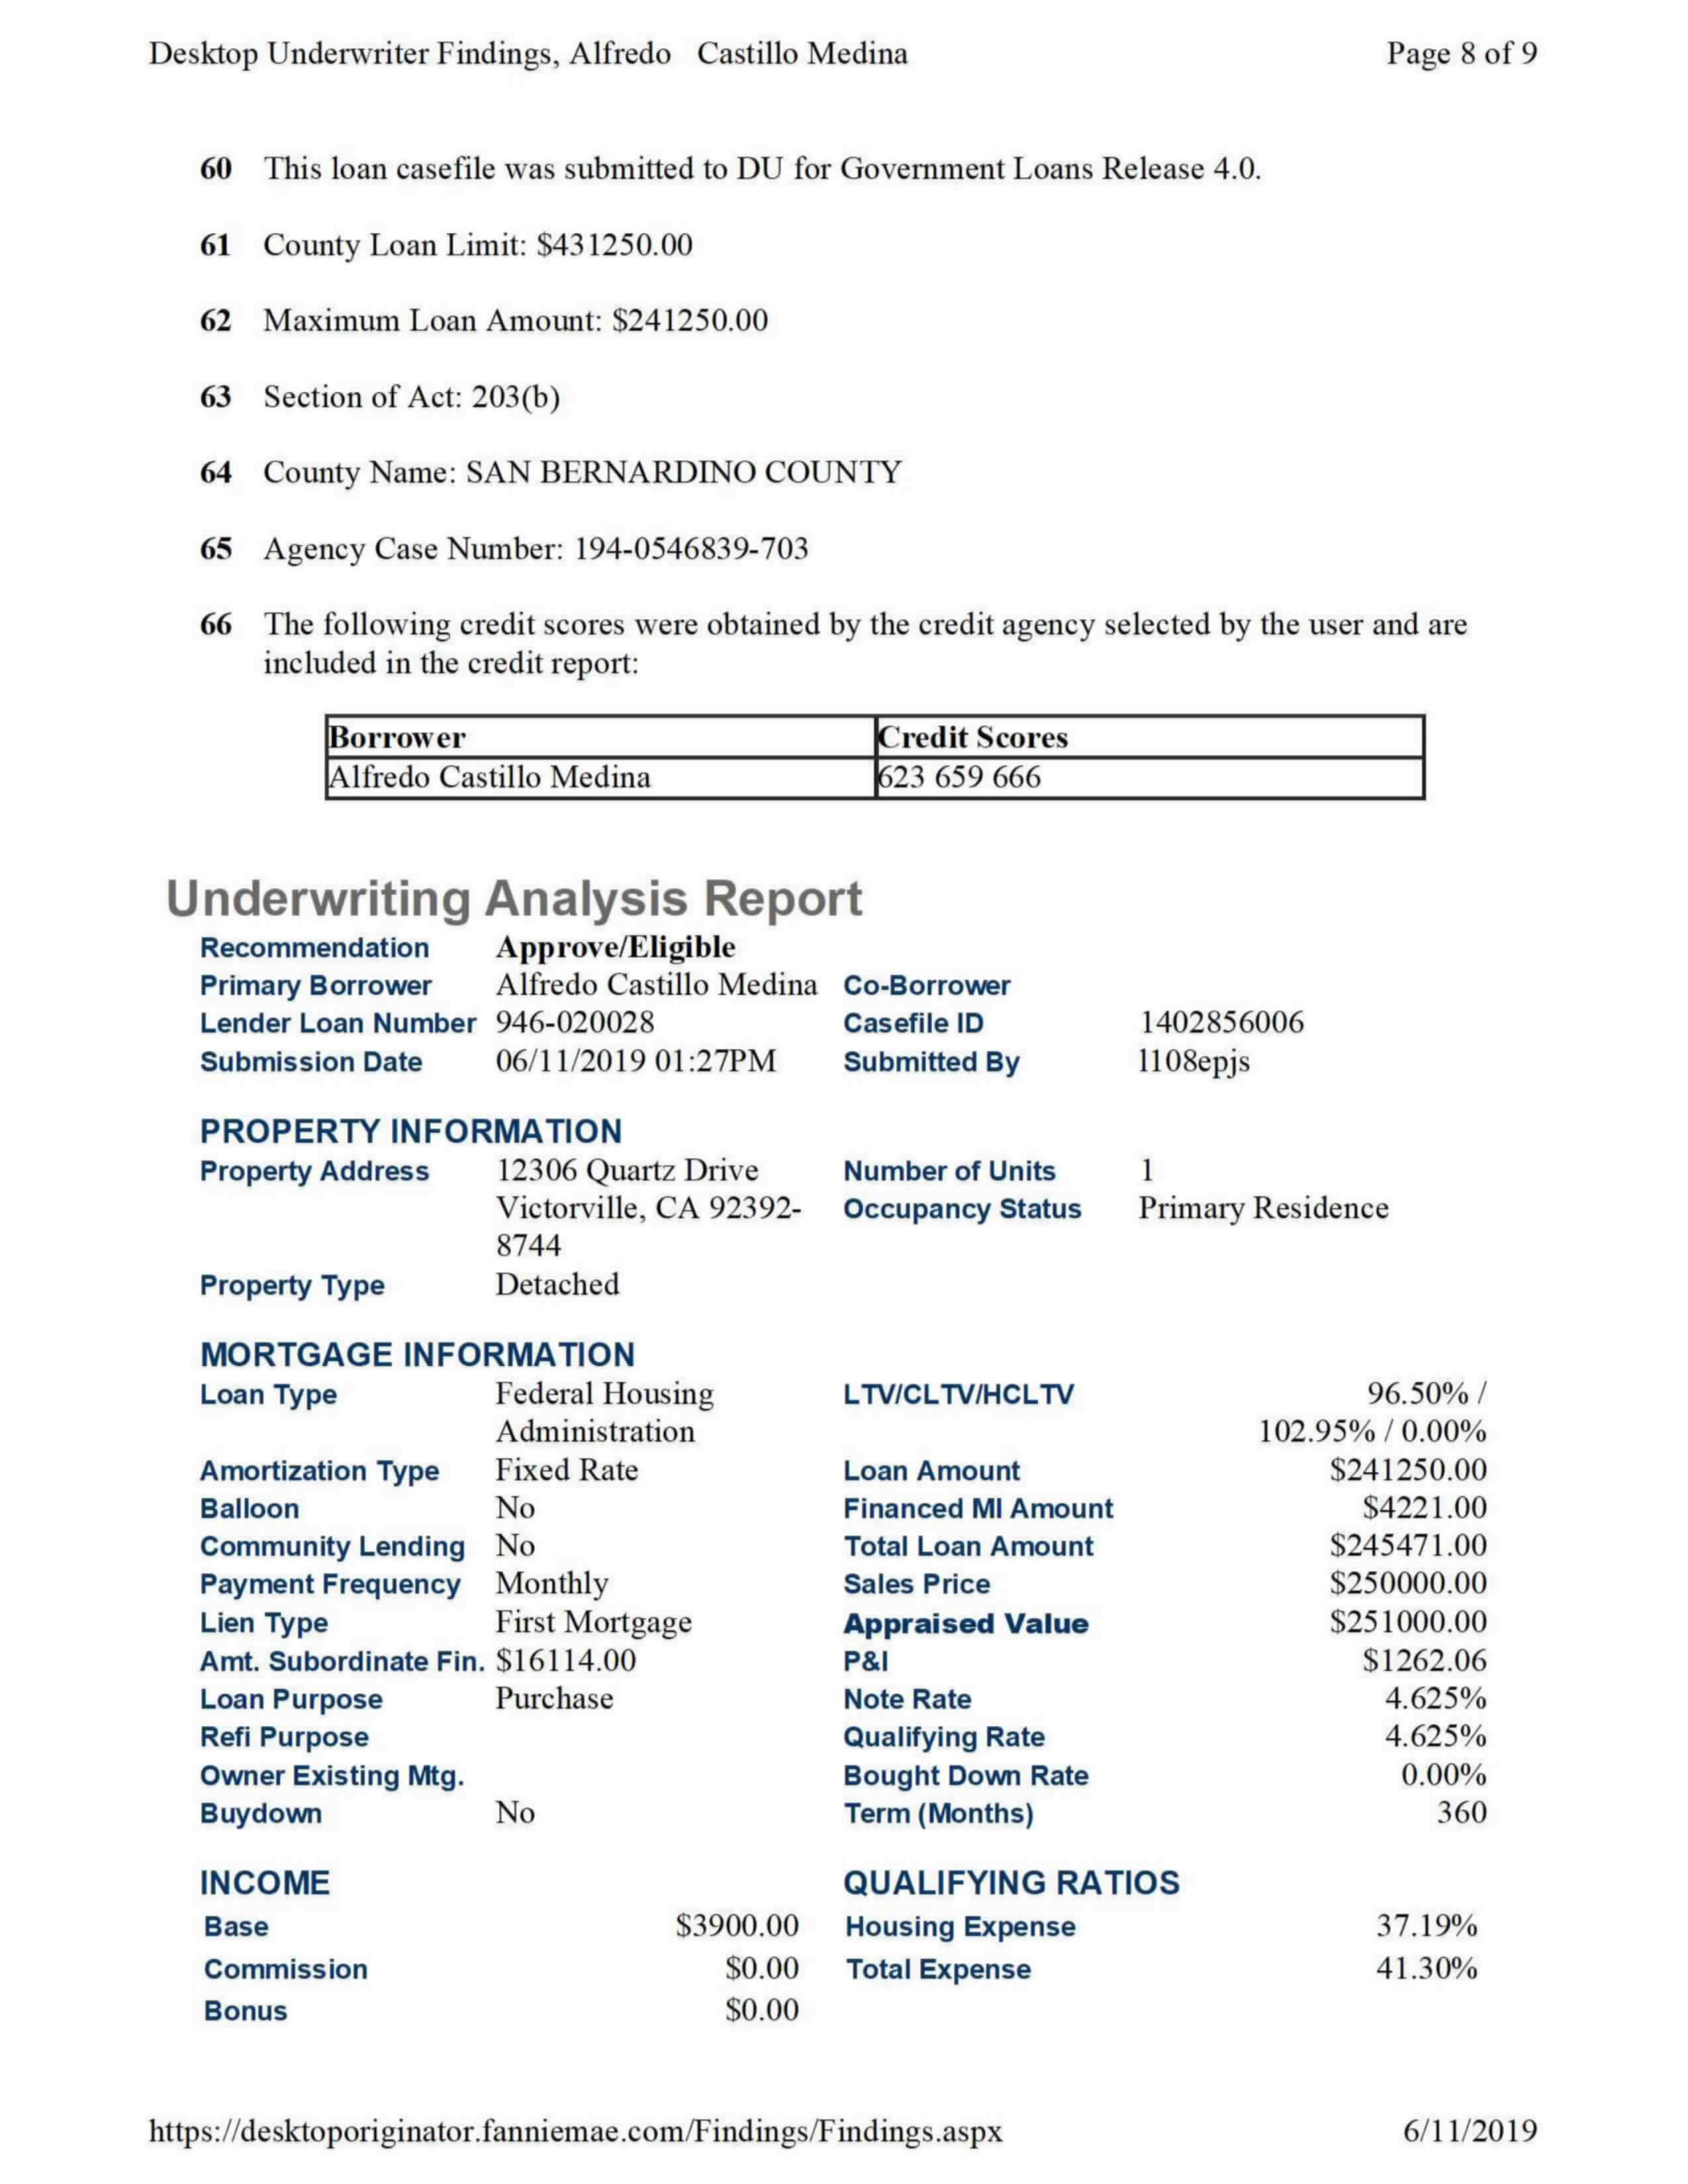 Desktop Underwriter Findings, Alfredo Castillo Medina Page 8 of 9
60 This loan casefile was submitted to DU for Government Loans Release 4.0.
61 County Loan Limit: $431250.00
62 Maximum Loan Amount: $241250.00
63 Section of Act: 203(b)
64 County Name: SAN BERNARDINO COUNTY
65 Agency Case Number: 194-0546839-703
66 The following credit scores were obtained by the credit agency selected by the user and are
included in the credit report:
Borrower Credit Scores
Alfredo Castillo Medina 623 659 666
Underwriting Analysis Report
Recommendation Approve/Eligible
Primary Borrower Alfredo Castillo Medina Co-Borrower
Lender Loan Number 946-020028 Casefile ID 1402856006
Submission Date 06/11/2019 01:27PM Submitted By l108epjs
PROPERTY INFORMATION
Property Address 12306 Quartz Drive Number of Units 1
Victorville, CA 92392- Occupancy Status Primary Residence
8744
Property Type Detached
MORTGAGE INFORMATION
Loan Type Federal Housing LTV/CLTV/HCLTV 96.50% /
Administration 102.95% / 0.00%
Amortization Type Fixed Rate Loan Amount $241250.00
Balloon No Financed MI Amount $4221.00
Community Lending No Total Loan Amount $245471.00
Payment Frequency Monthly Sales Price $250000.00
Lien Type First Mortgage Appraised Value $251000.00
Amt. Subordinate Fin. $16114.00 P&I $1262.06
Loan Purpose Purchase Note Rate 4.625%
Refi Purpose Qualifying Rate 4.625%
Owner Existing Mtg. Bought Down Rate 0.00%
Buydown No Term (Months) 360
INCOME QUALIFYING RATIOS
Base $3900.00 Housing Expense 37.19%
Commission $0.00 Total Expense 41.30%
Bonus $0.00
https://desktoporiginator.fanniemae.com/Findings/Findings.aspx 6/11/2019